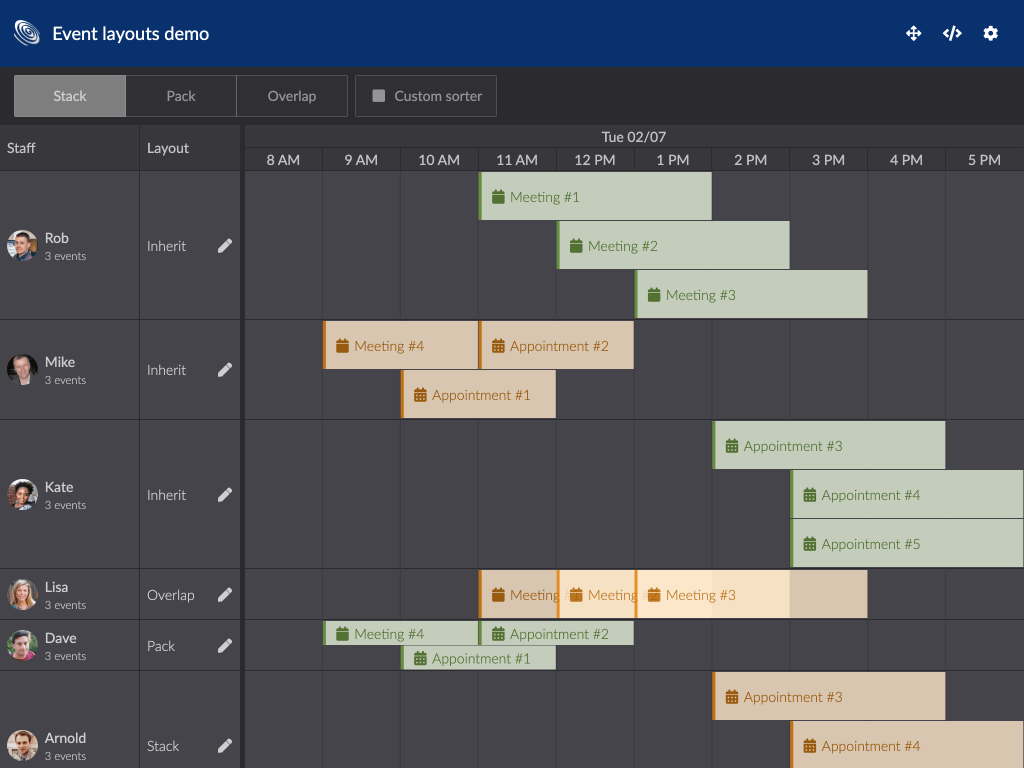 Event layouts demo
Stack Pack Overlap Custom sorter
Staff Layout Tue 02/07
8 AM 9 AM 10 AM 11 AM 12 PM 1 PM 2 PM 3 PM 4 PM 5 PM
Rob
3 events
Inherit
Meeting #1
Meeting #2
Meeting #3
Mike
3 events
Inherit
Meeting #4 Appointment #2
Appointment #1
Kate
3 events
Inherit
Appointment #3
Appointment #4
Appointment #5
Lisa
3 events
Overlap
Meeting Meeting Meeting #3
Dave
3 events
Pack
Meeting #4 Appointment #2
Appointment #1
Arnold
3 events
Stack
Appointment #3
Appointment #4